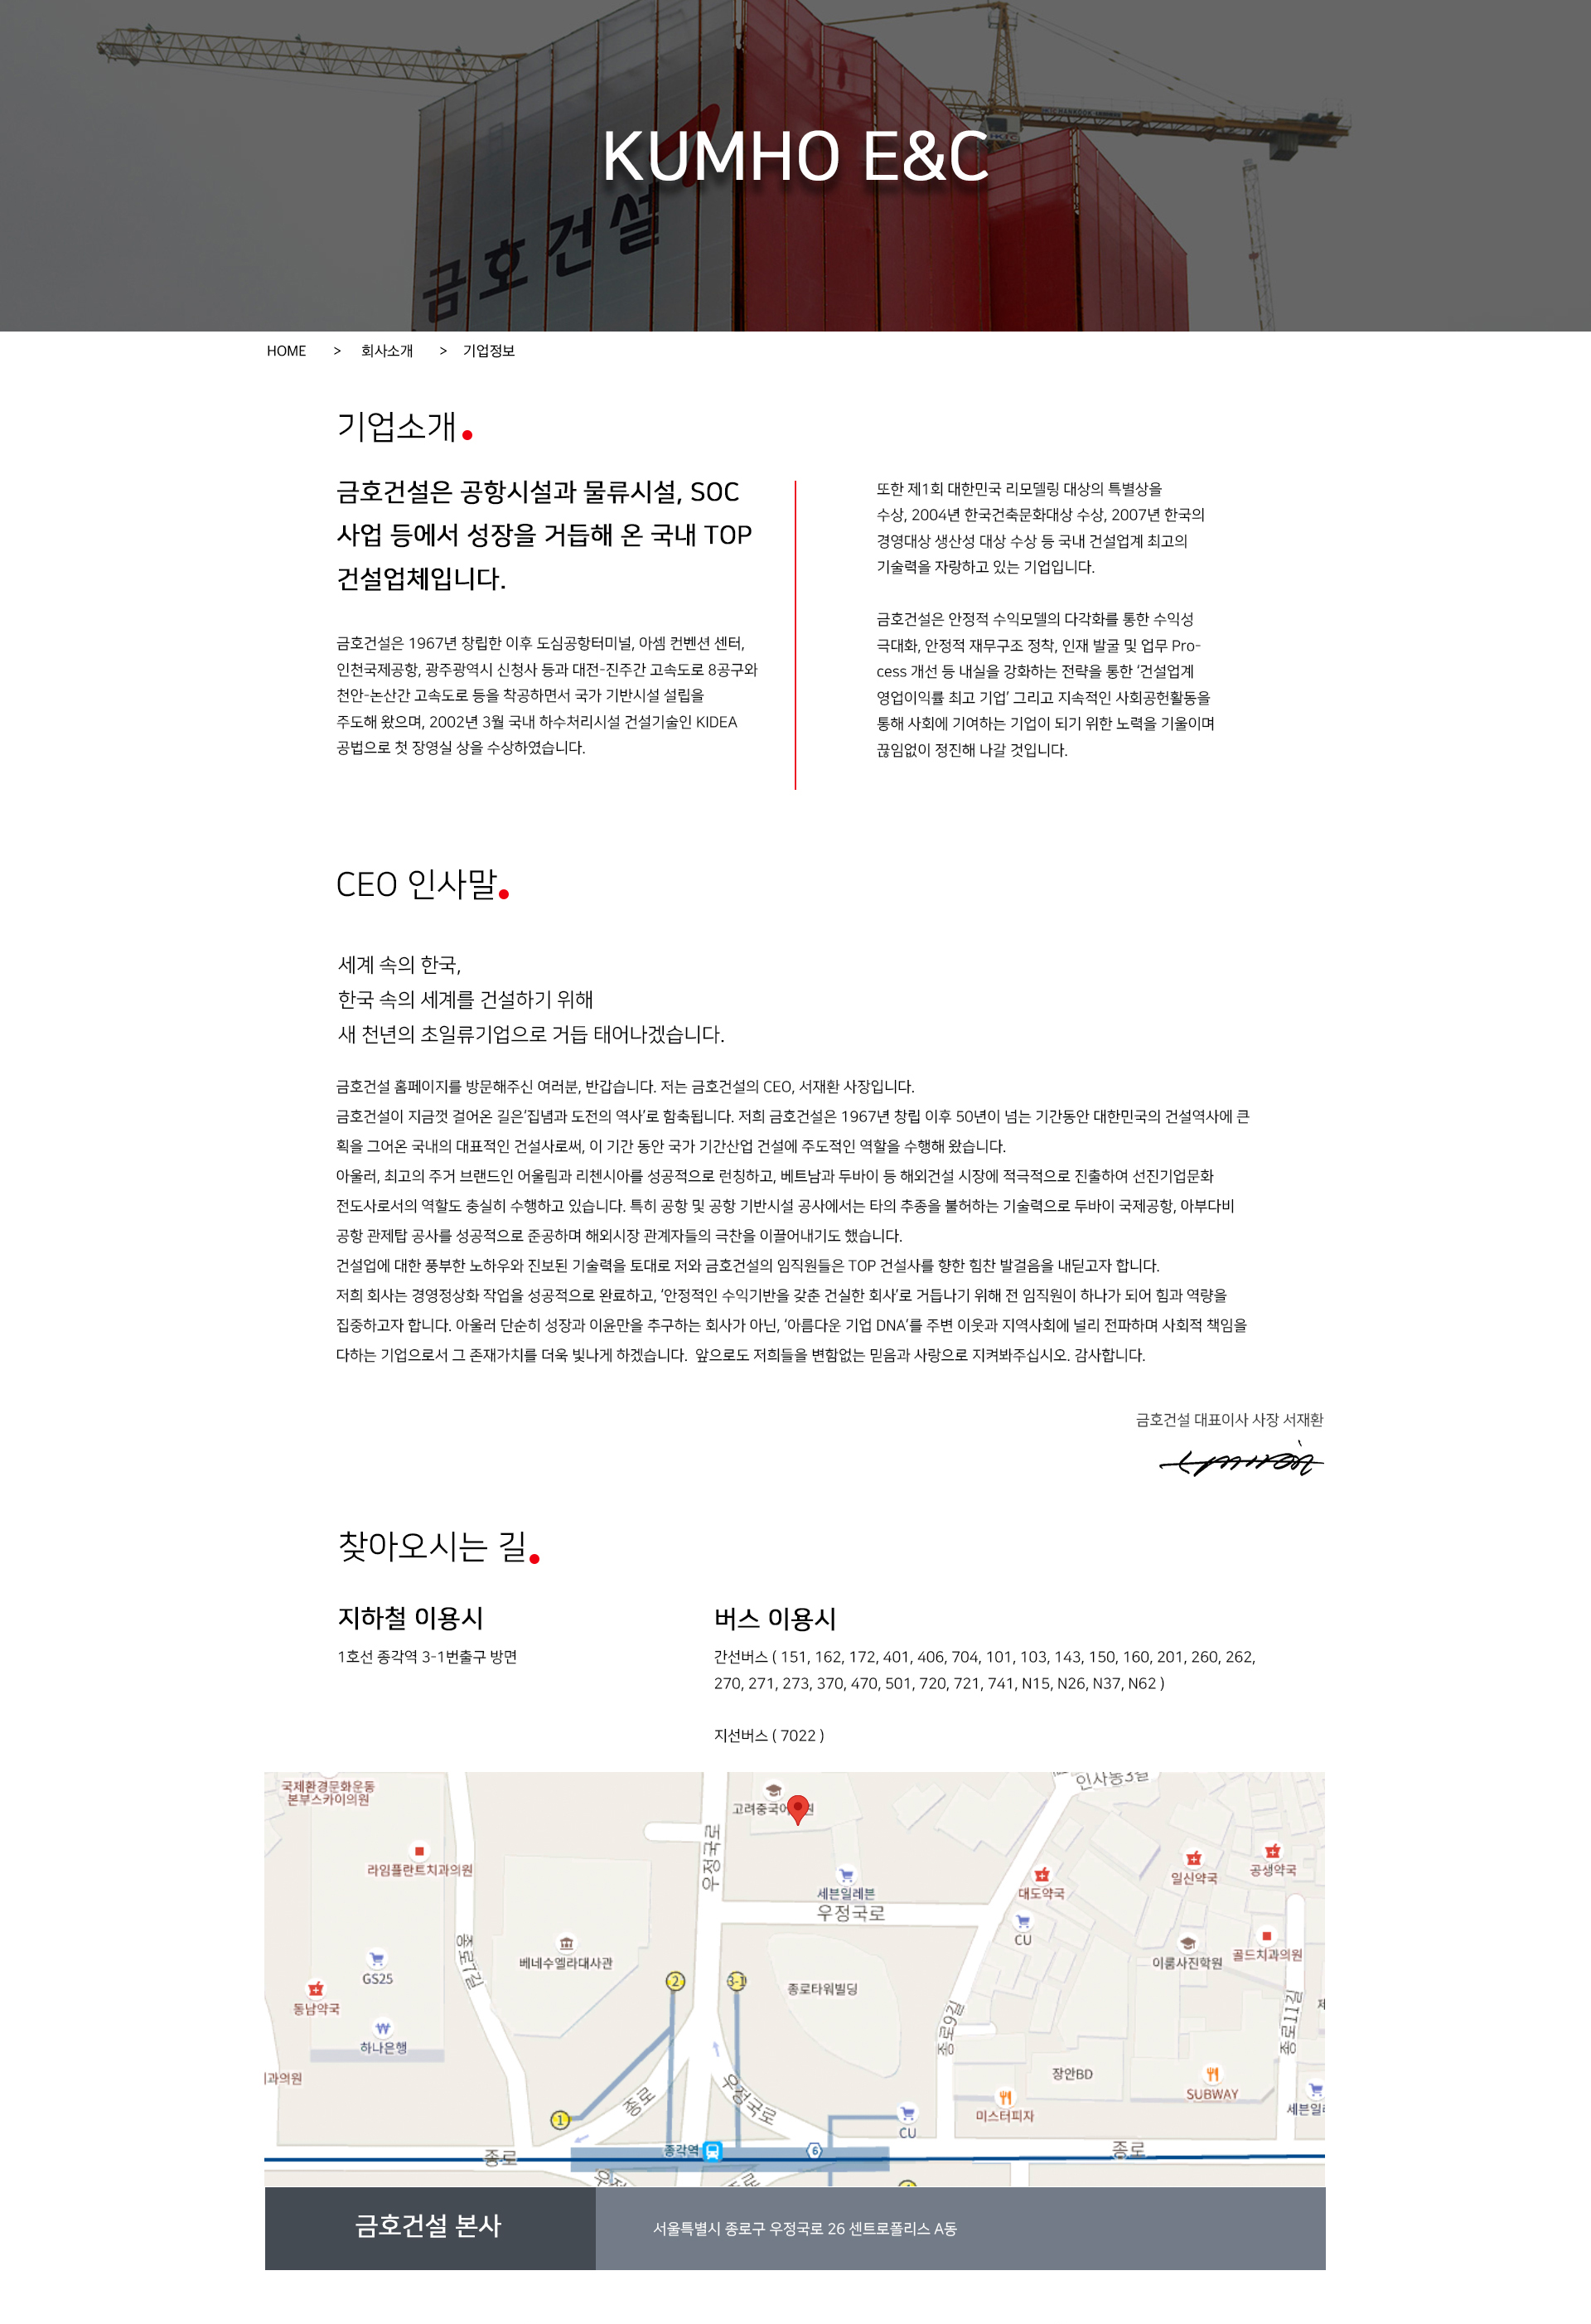 KUMHO E&C
금호건설
HOME > 회사소개 > 기업정보
기업소개
금호건설은 공항시설과 물류시설, SOC
사업 등에서 성장을 거듭해 온 국내 TOP
건설업체입니다.
금호건설은 1967년 창립한 이후 도심공항터미널, 아셈 컨벤션 센터,
인천국제공항, 광주광역시 신청사 등과 대전-진주간 고속도로 8공구와
천안-논산간 고속도로 등을 착공하면서 국가 기반시설 설립을
주도해 왔으며, 2002년 3월 국내 하수처리시설 건설기술인 KIDEA
공법으로 첫 장영실 상을 수상하였습니다.
또한 제1회 대한민국 리모델링 대상의 특별상을
수상, 2004년 한국건축문화대상 수상, 2007년 한국의
경영대상 생산성 대상 수상 등 국내 건설업계 최고의
기술력을 자랑하고 있는 기업입니다.
금호건설은 안정적 수익모델의 다각화를 통한 수익성
극대화, 안정적 재무구조 정착, 인재 발굴 및 업무 Pro-
cess 개선 등 내실을 강화하는 전략을 통한 ‘건설업계
영업이익률 최고 기업’ 그리고 지속적인 사회공헌활동을
통해 사회에 기여하는 기업이 되기 위한 노력을 기울이며
끊임없이 정진해 나갈 것입니다.
CEO 인사말
세계 속의 한국,
한국 속의 세계를 건설하기 위해
새 천년의 초일류기업으로 거듭 태어나겠습니다.
금호건설 홈페이지를 방문해주신 여러분, 반갑습니다. 저는 금호건설의 CEO, 서재환 사장입니다.
금호건설이 지금껏 걸어온 길은‘집념과 도전의 역사’로 함축됩니다. 저희 금호건설은 1967년 창립 이후 50년이 넘는 기간동안 대한민국의 건설역사에 큰
획을 그어온 국내의 대표적인 건설사로써, 이 기간 동안 국가 기간산업 건설에 주도적인 역할을 수행해 왔습니다.
아울러, 최고의 주거 브랜드인 어울림과 리첸시아를 성공적으로 런칭하고, 베트남과 두바이 등 해외건설 시장에 적극적으로 진출하여 선진기업문화
전도사로서의 역할도 충실히 수행하고 있습니다. 특히 공항 및 공항 기반시설 공사에서는 타의 추종을 불허하는 기술력으로 두바이 국제공항, 아부다비
공항 관제탑 공사를 성공적으로 준공하며 해외시장 관계자들의 극찬을 이끌어내기도 했습니다.
건설업에 대한 풍부한 노하우와 진보된 기술력을 토대로 저와 금호건설의 임직원들은 TOP 건설사를 향한 힘찬 발걸음을 내딛고자 합니다.
저희 회사는 경영정상화 작업을 성공적으로 완료하고, ‘안정적인 수익기반을 갖춘 건실한 회사’로 거듭나기 위해 전 임직원이 하나가 되어 힘과 역량을
집중하고자 합니다. 아울러 단순히 성장과 이윤만을 추구하는 회사가 아닌, ‘아름다운 기업 DNA’를 주변 이웃과 지역사회에 널리 전파하며 사회적 책임을
다하는 기업으로서 그 존재가치를 더욱 빛나게 하겠습니다. 앞으로도 저희들을 변함없는 믿음과 사랑으로 지켜봐주십시오. 감사합니다.
금호건설 대표이사 사장 서재환
찾아오시는 길
지하철 이용시
1호선 종각역 3-1번출구 방면
버스 이용시
간선버스 ( 151, 162, 172, 401, 406, 704, 101, 103, 143, 150, 160, 201, 260, 262,
270, 271, 273, 370, 470, 501, 720, 721, 741, N15, N26, N37, N62 )
지선버스 ( 7022 )
국제환경문화운동
본부스카이의원
인사동3길
고려중국어
원
라임플란트치과의원
우정국로
세븐일레븐
우정국로
대도약국
일신약국
공생약국
CU
종로7길
GS25
베네수엘라대사관
이룸사진학원
골드치과의원
동남약국
2
3-1
종로타워빌딩
하나은행
종로9길
종로11길
과의원
장안BD
SUBWAY
미스터피자
세븐일레
1
종로
우정국로
CU
종로
종각역
6
종로
금호건설 본사
서울특별시 종로구 우정국로 26 센트로폴리스 A동